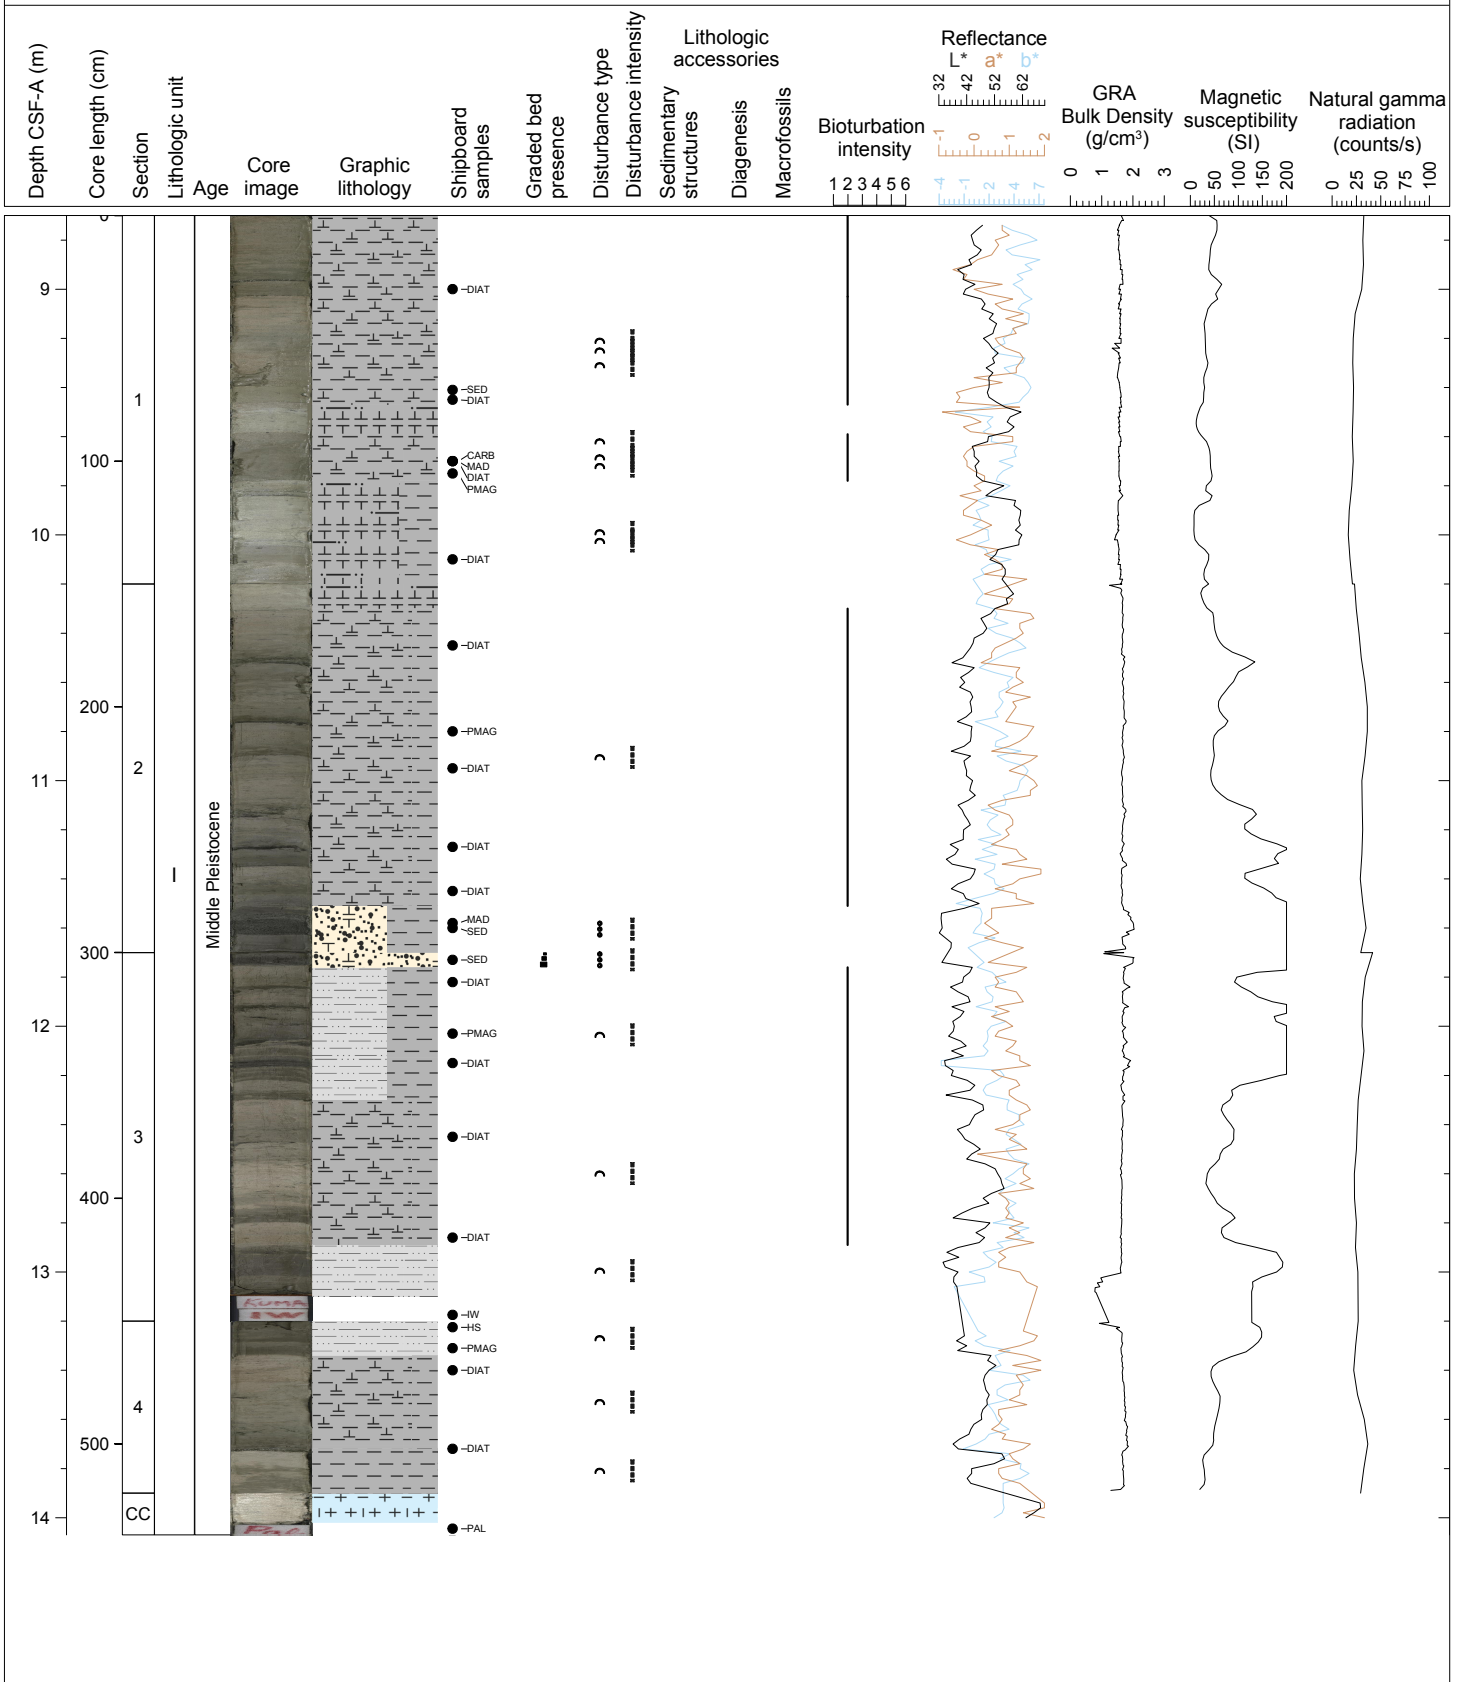 Depth CSF-A (m)
Core length (cm)
Section
Lithologic unit
Age
Core image
Graphic lithology
Shipboard samples
Graded bed presence
Disturbance type
Disturbance intensity
Lithologic accessories
Sedimentary structures
Diagenesis
Macrofossils
Bioturbation intensity
1 2 3 4 5 6
Reflectance
L* a* b*
32 42 52 62
-1 0 1 2
-4 -1 2 4 7
GRA Bulk Density (g/cm³)
0 1 2 3
Magnetic susceptibility (SI)
0 50 100 150 200
Natural gamma radiation (counts/s)
0 25 50 75 100
0
9
DIAT
SED
1
DIAT
CARB
100
MAD
DIAT
PMAG
10
DIAT
DIAT
200
PMAG
2
DIAT
11
DIAT
Middle Pleistocene
I
DIAT
MAD
SED
300
SED
DIAT
12
PMAG
DIAT
3
DIAT
400
DIAT
13
KUMA
IW
IW
HS
PMAG
DIAT
4
500
DIAT
CC
14
PAL
PAL